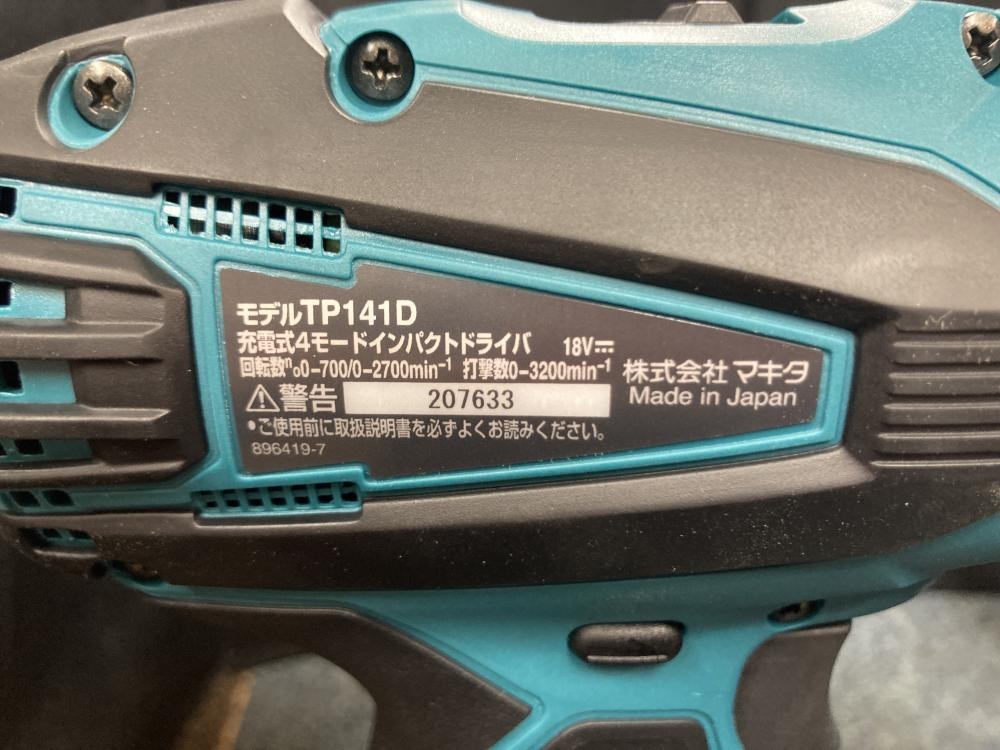 モデルTP141D
充電式4モードインパクトドライバ 18V⎓
回転数n₀0-700/0-2700min⁻¹ 打撃数0-3200min⁻¹
⚠警告 207633
•ご使用前に取扱説明書を必ずよくお読みください。
896419-7
株式会社マキタ
Made in Japan